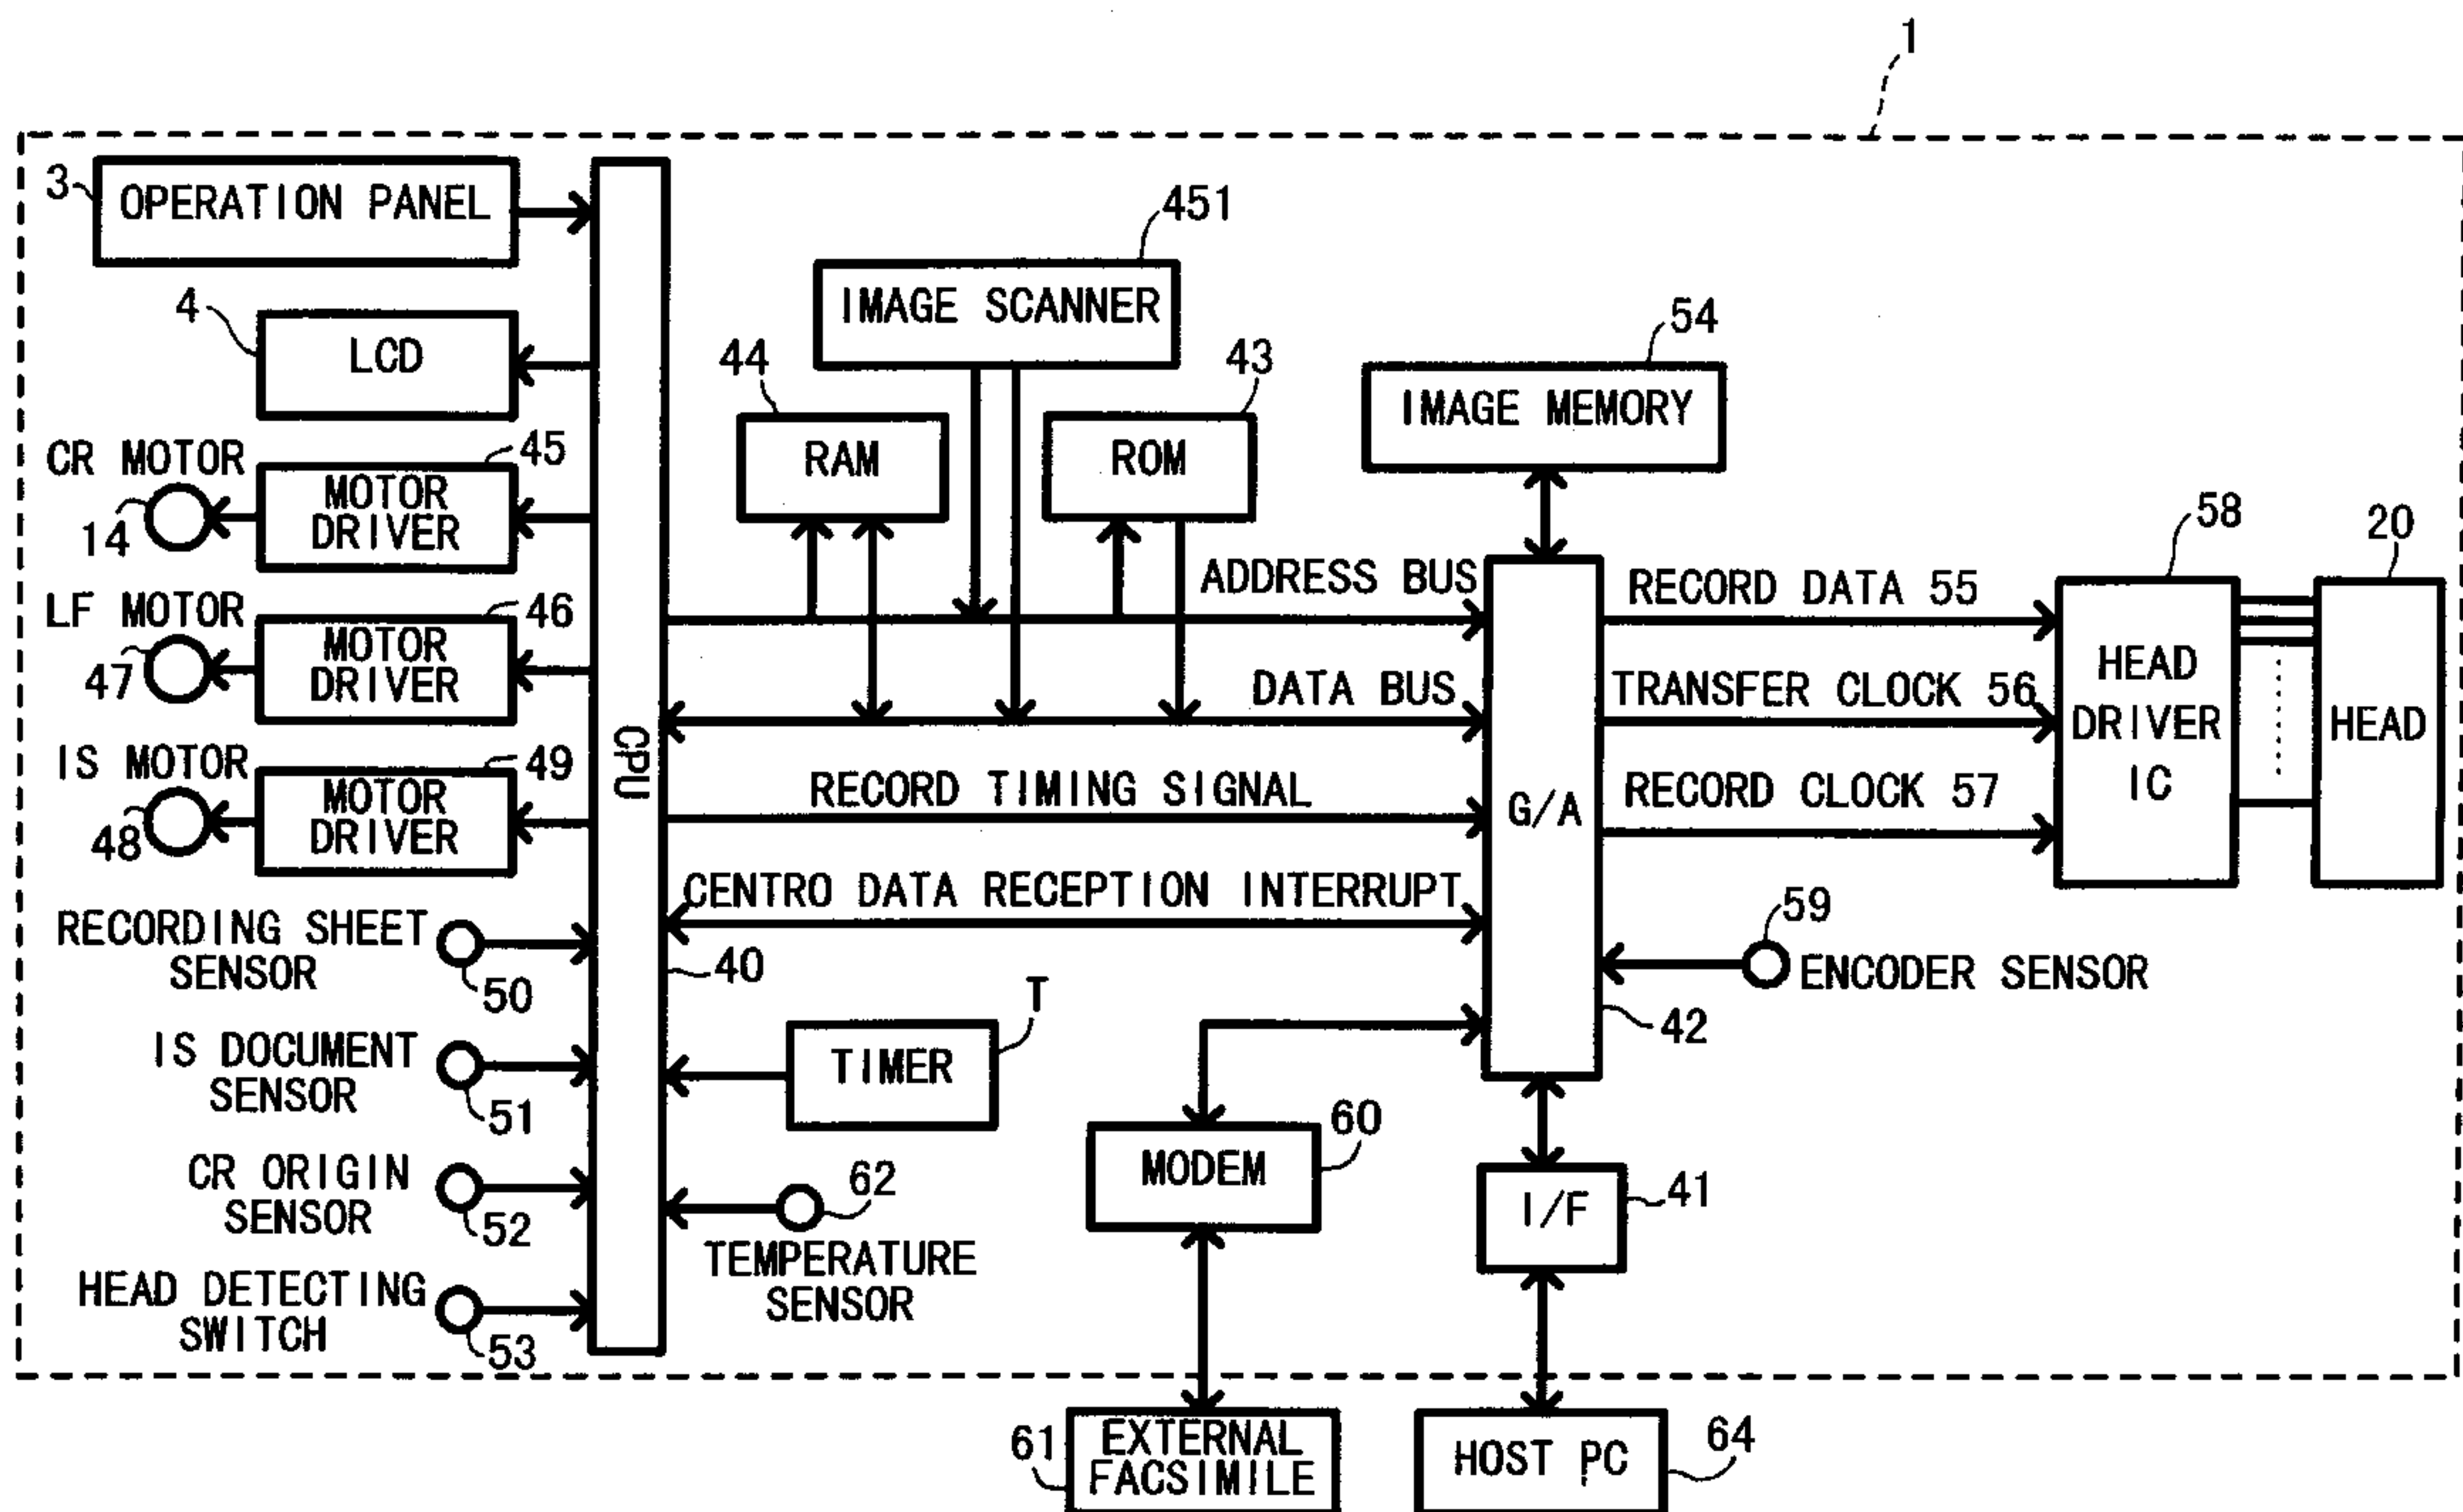 1
3
OPERATION PANEL
4
LCD
CR MOTOR
14
45
MOTOR
DRIVER
LF MOTOR
47
46
MOTOR
DRIVER
IS MOTOR
48
49
MOTOR
DRIVER
RECORDING SHEET
SENSOR
50
IS DOCUMENT
SENSOR
51
CR ORIGIN
SENSOR
52
HEAD DETECTING
SWITCH
53
CPU
40
451
IMAGE SCANNER
44
RAM
43
ROM
54
IMAGE MEMORY
ADDRESS BUS
DATA BUS
RECORD TIMING SIGNAL
CENTRO DATA RECEPTION INTERRUPT
T
TIMER
62
TEMPERATURE
SENSOR
G/A
42
RECORD DATA 55
TRANSFER CLOCK 56
RECORD CLOCK 57
58
HEAD
DRIVER
IC
20
HEAD
59
ENCODER SENSOR
60
MODEM
41
I/F
61
EXTERNAL
FACSIMILE
HOST PC
64